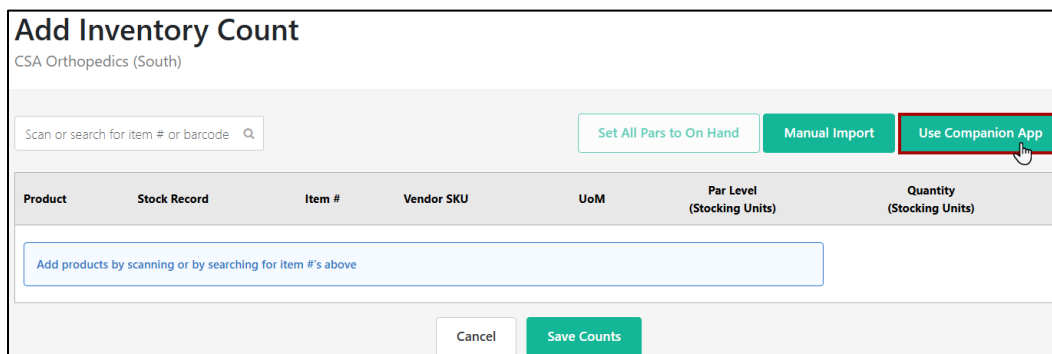 Add Inventory Count
CSA Orthopedics (South)
Scan or search for item # or barcode
Set All Pars to On Hand
Manual Import
Use Companion App
Product
Stock Record
Item #
Vendor SKU
UoM
Par Level
(Stocking Units)
Quantity
(Stocking Units)
Add products by scanning or by searching for item #'s above
Cancel
Save Counts